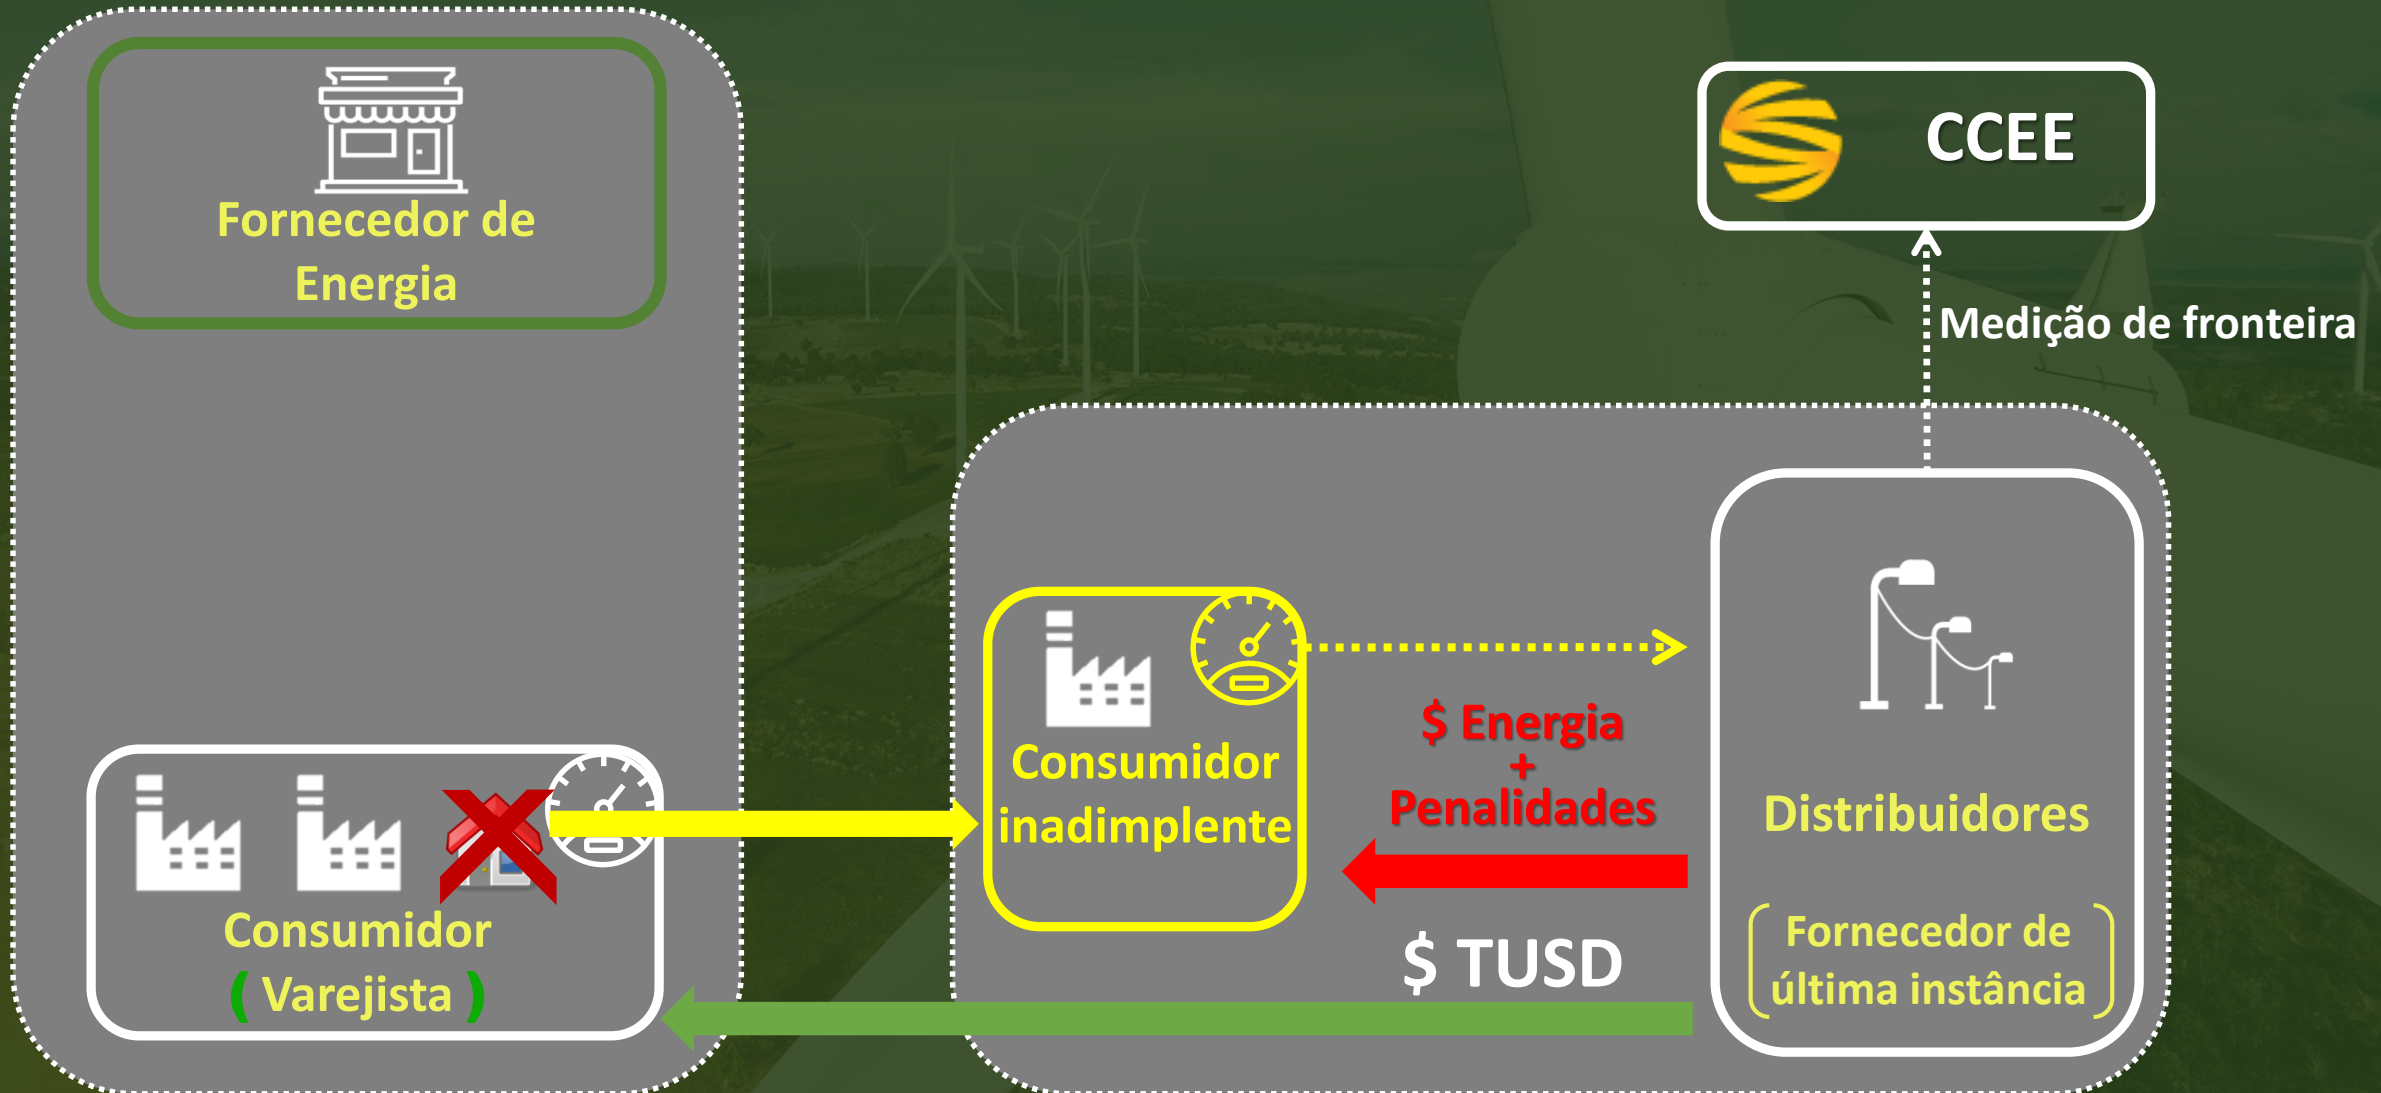 Fornecedor de
Energia
CCEE
Medição de fronteira
Consumidor
inadimplente
$ Energia
+
Penalidades
$ TUSD
Distribuidores
Fornecedor de
última instância
Consumidor
( Varejista )